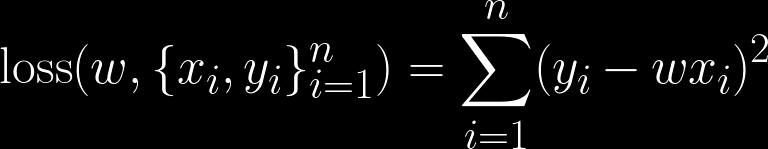 loss(w, {x_i, y_i}_{i=1}^n) = \sum_{i=1}^{n} (y_i - wx_i)^2